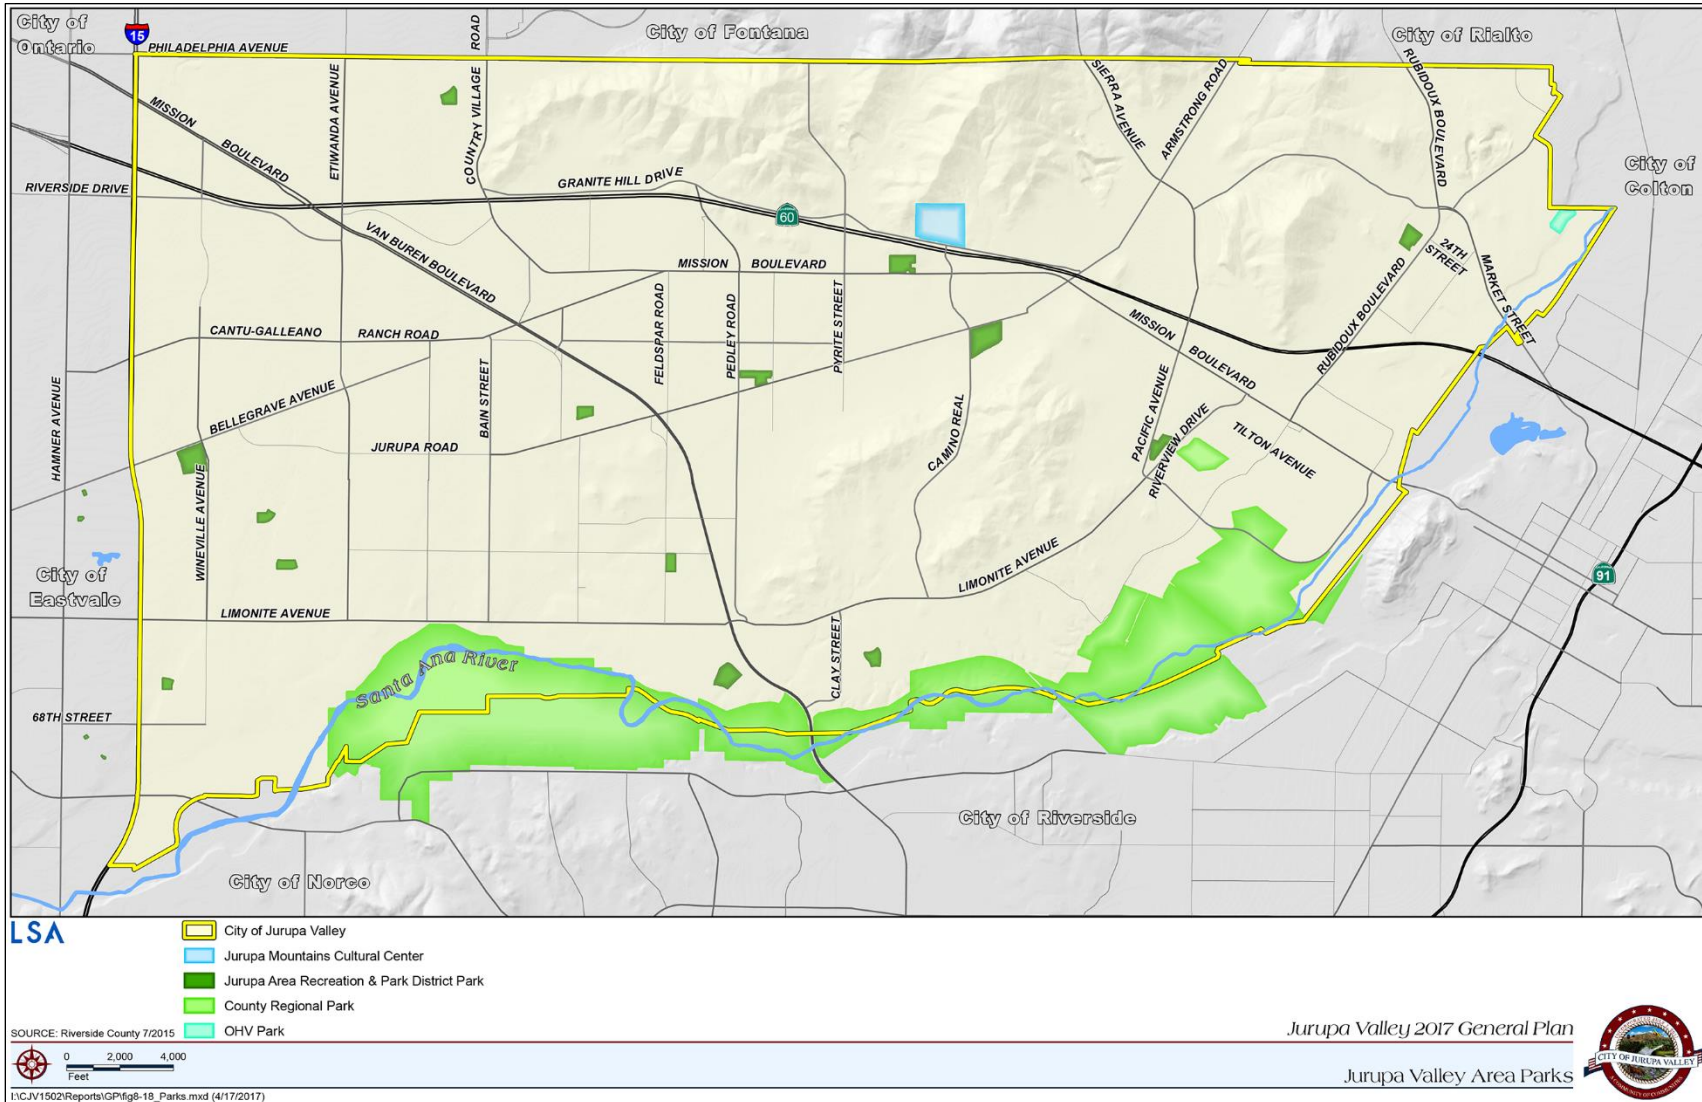 City of
Ontario
15
PHILADELPHIA AVENUE
ROAD
COUNTRY VILLAGE
City of Fontana
City of Rialto
SIERRA AVENUE
ARMSTRONG ROAD
RUBIDOUX BOULEVARD
City of
Colton
MISSION
BOULEVARD
ETIWANDA AVENUE
RIVERSIDE DRIVE
GRANITE HILL DRIVE
60
VAN BUREN BOULEVARD
MISSION BOULEVARD
24TH
STREET
MARKET STREET
RUBIDOUX BOULEVARD
CANTU-GALLEANO RANCH ROAD
FELDSPAR ROAD
PEDLEY ROAD
PYRITE STREET
MISSION
BOULEVARD
HAMNER AVENUE
BELLEGRAVE AVENUE
BAIN STREET
JURUPA ROAD
CAMINO REAL
PACIFIC AVENUE
RIVERVIEW DRIVE
TILTON AVENUE
WINEVILLE AVENUE
City of
Eastvale
LIMONITE AVENUE
LIMONITE AVENUE
91
CLAY STREET
Santa Ana River
68TH STREET
City of Riverside
City of Norco
LSA
City of Jurupa Valley
Jurupa Mountains Cultural Center
Jurupa Area Recreation & Park District Park
County Regional Park
OHV Park
SOURCE: Riverside County 7/2015
0 2,000 4,000
Feet
I:\CJV1502\Reports\GP\fig8-18_Parks.mxd (4/17/2017)
Jurupa Valley 2017 General Plan
Jurupa Valley Area Parks
CITY OF JURUPA VALLEY